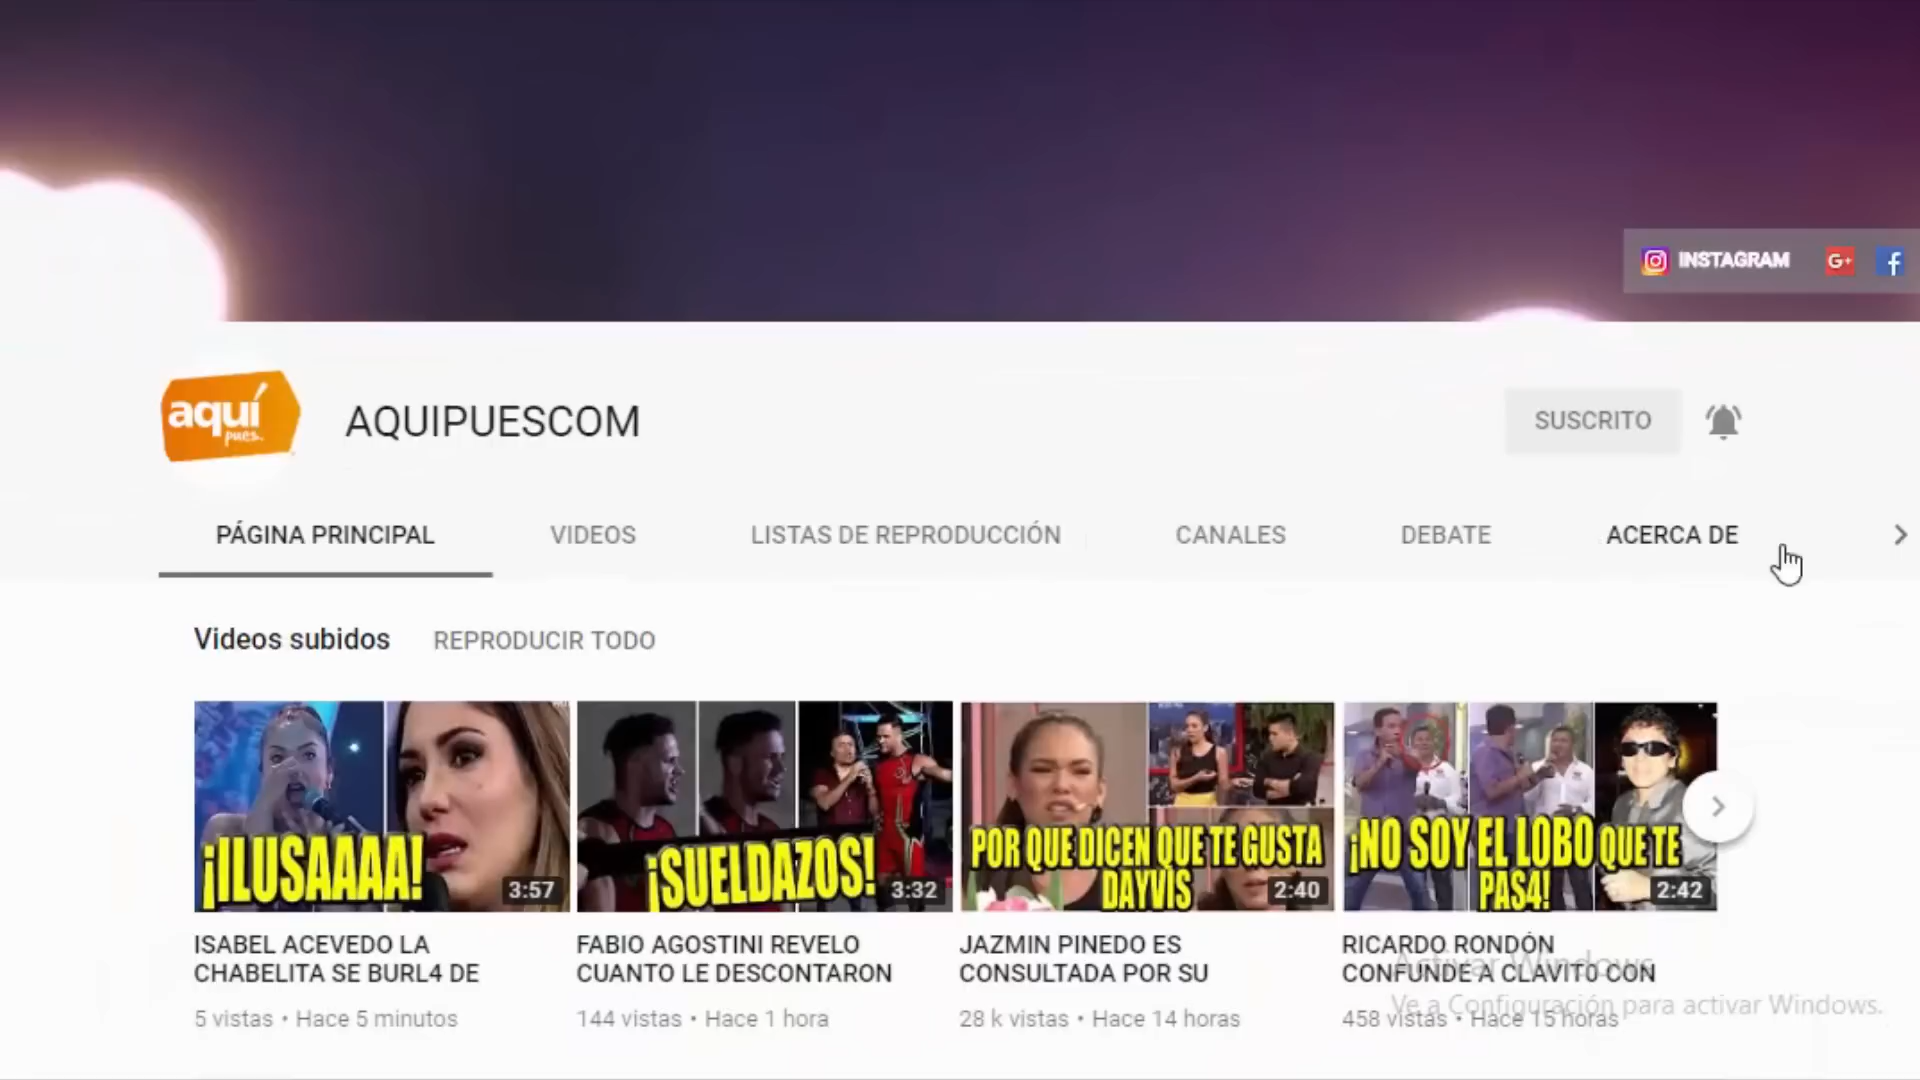 INSTAGRAM
G+
f
aquí
pues.
AQUIPUESCOM
SUSCRITO
PÁGINA PRINCIPAL
VIDEOS
LISTAS DE REPRODUCCIÓN
CANALES
DEBATE
ACERCA DE
Videos subidos
REPRODUCIR TODO
¡ILUSAAAA!
3:57
¡SUELDAZOS!
3:32
POR QUE DICEN QUE TE GUSTA
DAYVIS
2:40
¡NO SOY EL LOBO QUE TE
PAS4!
2:42
ISABEL ACEVEDO LA
CHABELITA SE BURL4 DE
5 vistas • Hace 5 minutos
FABIO AGOSTINI REVELO
CUANTO LE DESCONTARON
144 vistas • Hace 1 hora
JAZMIN PINEDO ES
CONSULTADA POR SU
28 k vistas • Hace 14 horas
RICARDO RONDÓN
CONFUNDE A CLAVIT0 CON
458 vistas • Hace 15 horas
Activar Windows
Ve a Configuración para activar Windows.